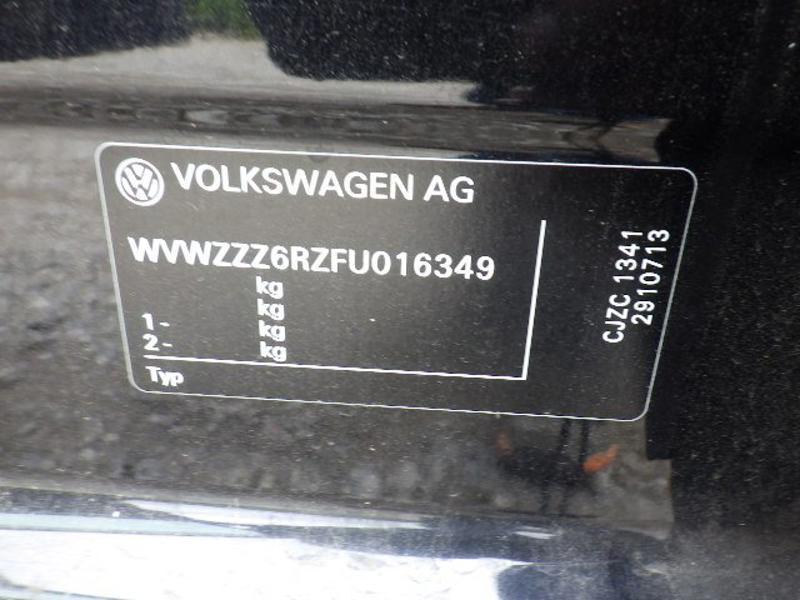 VOLKSWAGEN AG
WVWZZZ6RZFU016349
kg
kg
1- kg
2- kg
Typ
CJZC 1341
2910713